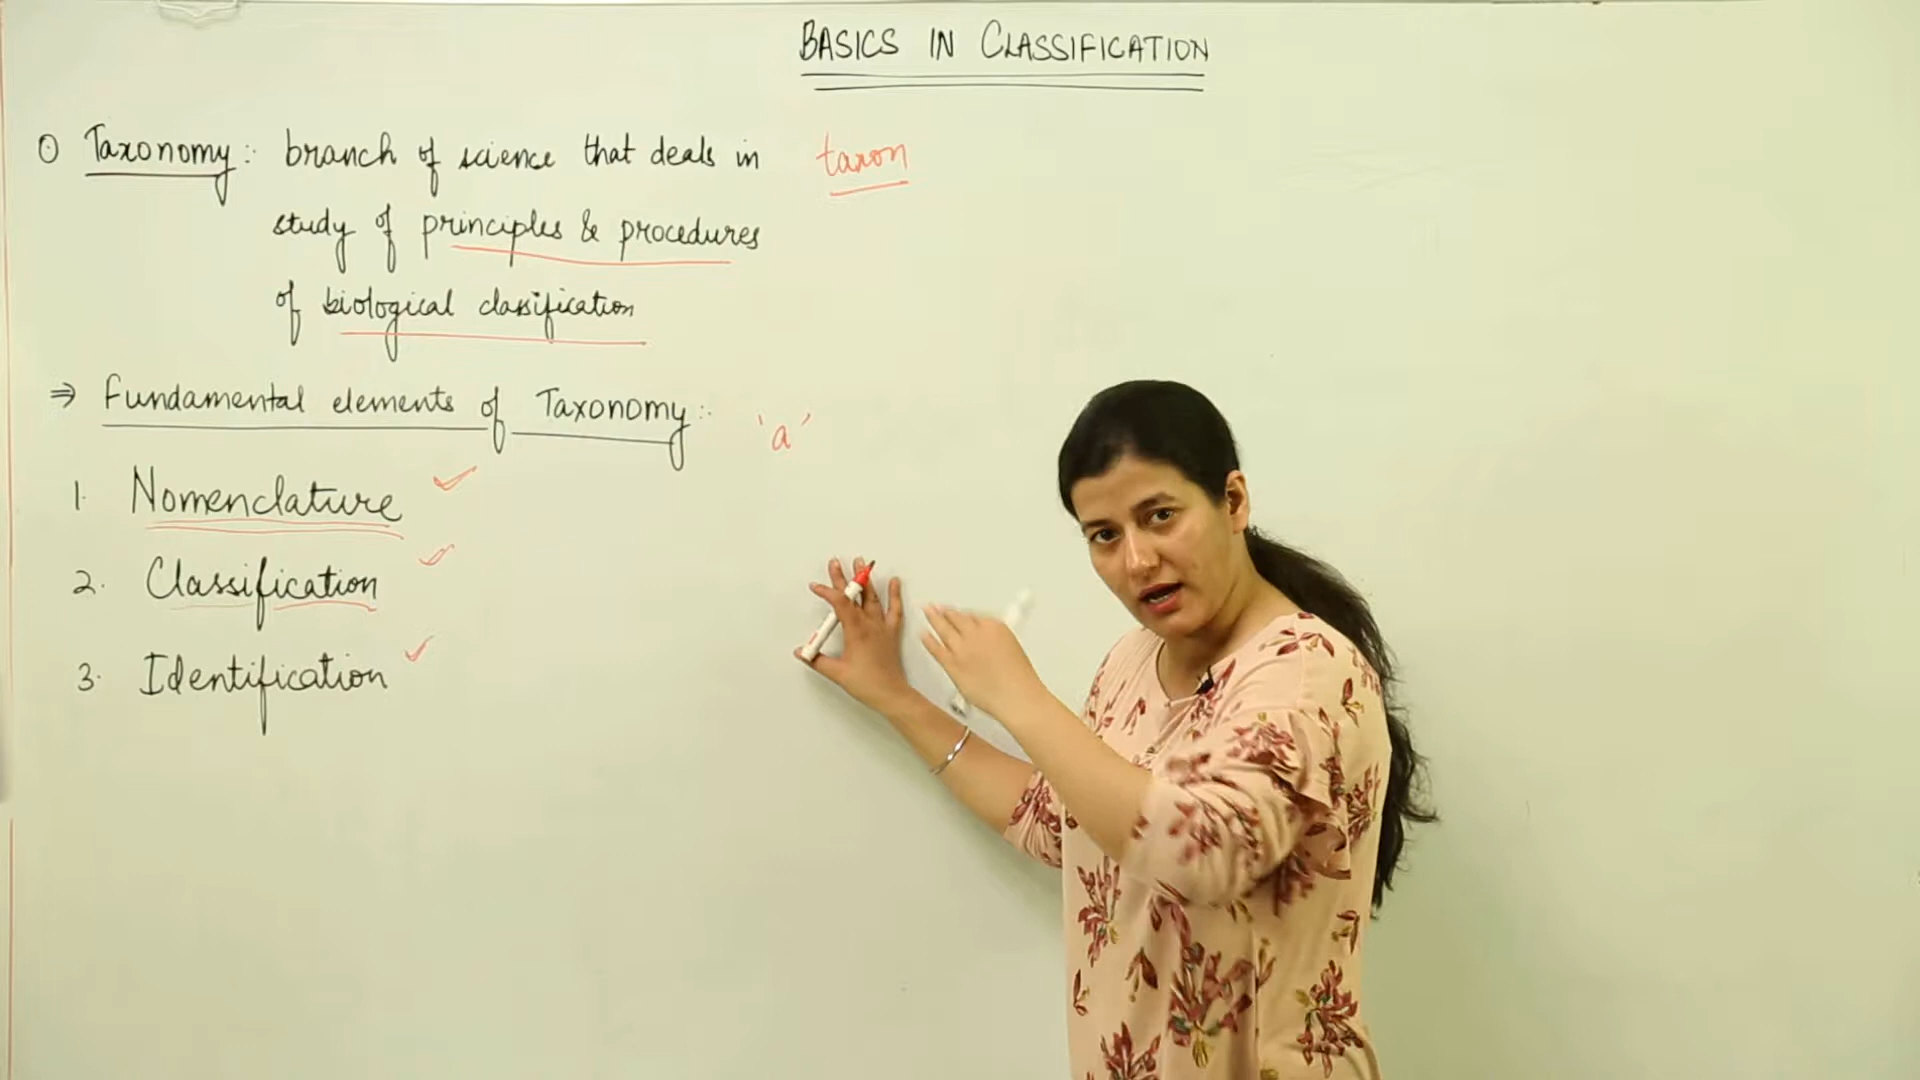 BASICS IN CLASSIFICATION
⊙ Taxonomy:- branch of science that deals in taxon
study of principles & procedures
of biological classification
⇒ Fundamental elements of Taxonomy:-
'a'
1. Nomenclature ✓
2. Classification ✓
3. Identification ✓